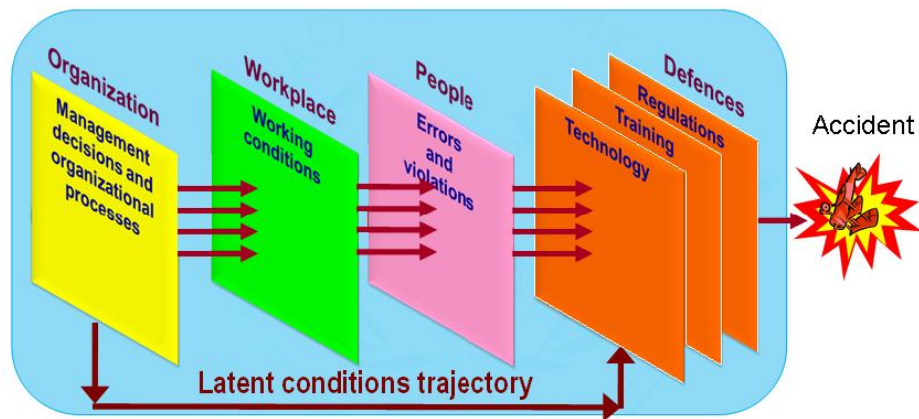 Organization
Management
decisions and
organizational
processes
Workplace
Working
conditions
People
Errors
and
violations
Defences
Regulations
Training
Technology
Accident
Latent conditions trajectory